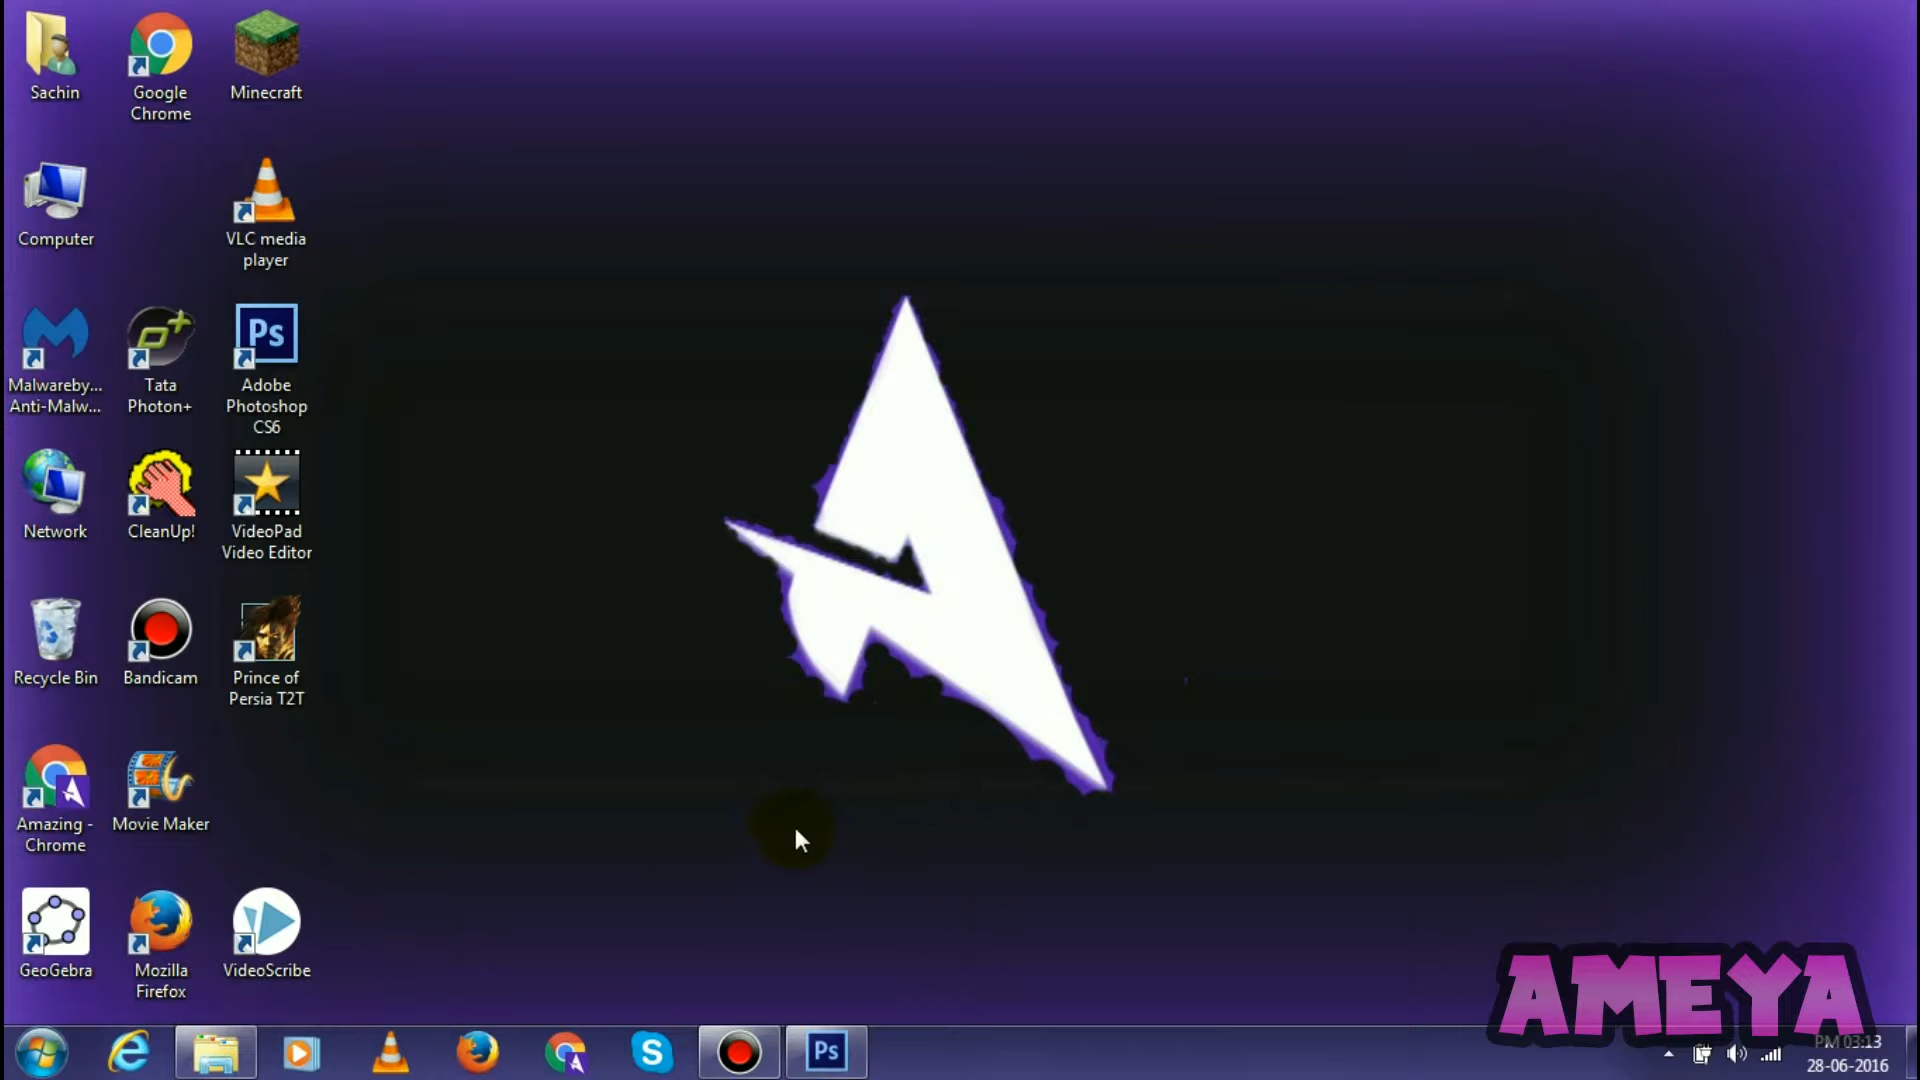 Sachin
Google
Chrome
Minecraft
Computer
VLC media
player
Malwareby...
Anti-Malw...
Tata
Photon+
Ps
Adobe
Photoshop
CS6
Network
CleanUp!
VideoPad
Video Editor
Recycle Bin
Bandicam
Prince of
Persia T2T
Amazing -
Chrome
Movie Maker
GeoGebra
Mozilla
Firefox
VideoScribe
AMEYA
S
Ps
PM 03:13
28-06-2016